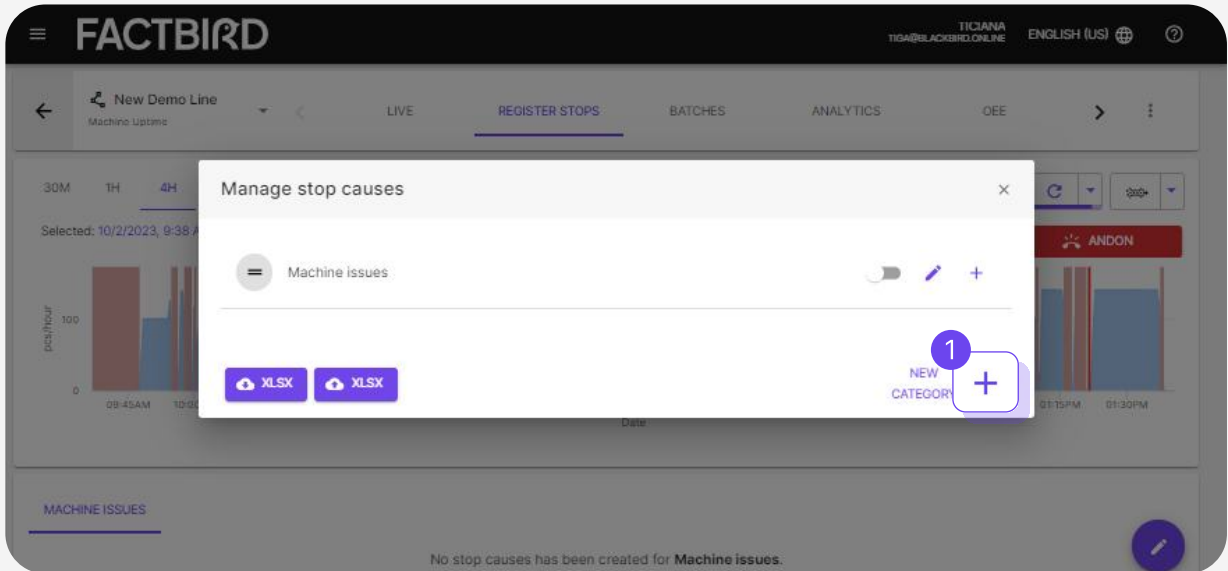 FACTBIRD
TICIANA
TIGA@BLACKBIRD.ONLINE
ENGLISH (US)
New Demo Line
Machine Uptime
LIVE
REGISTER STOPS
BATCHES
ANALYTICS
OEE
30M
1H
4H
Manage stop causes
Selected: 10/2/2023, 9:38 A
ANDON
Machine issues
pcs/hour
100
0
1
XLSX
XLSX
NEW
CATEGORY
09:45AM
10:00
01:15PM
01:30PM
Date
MACHINE ISSUES
No stop causes has been created for Machine issues.